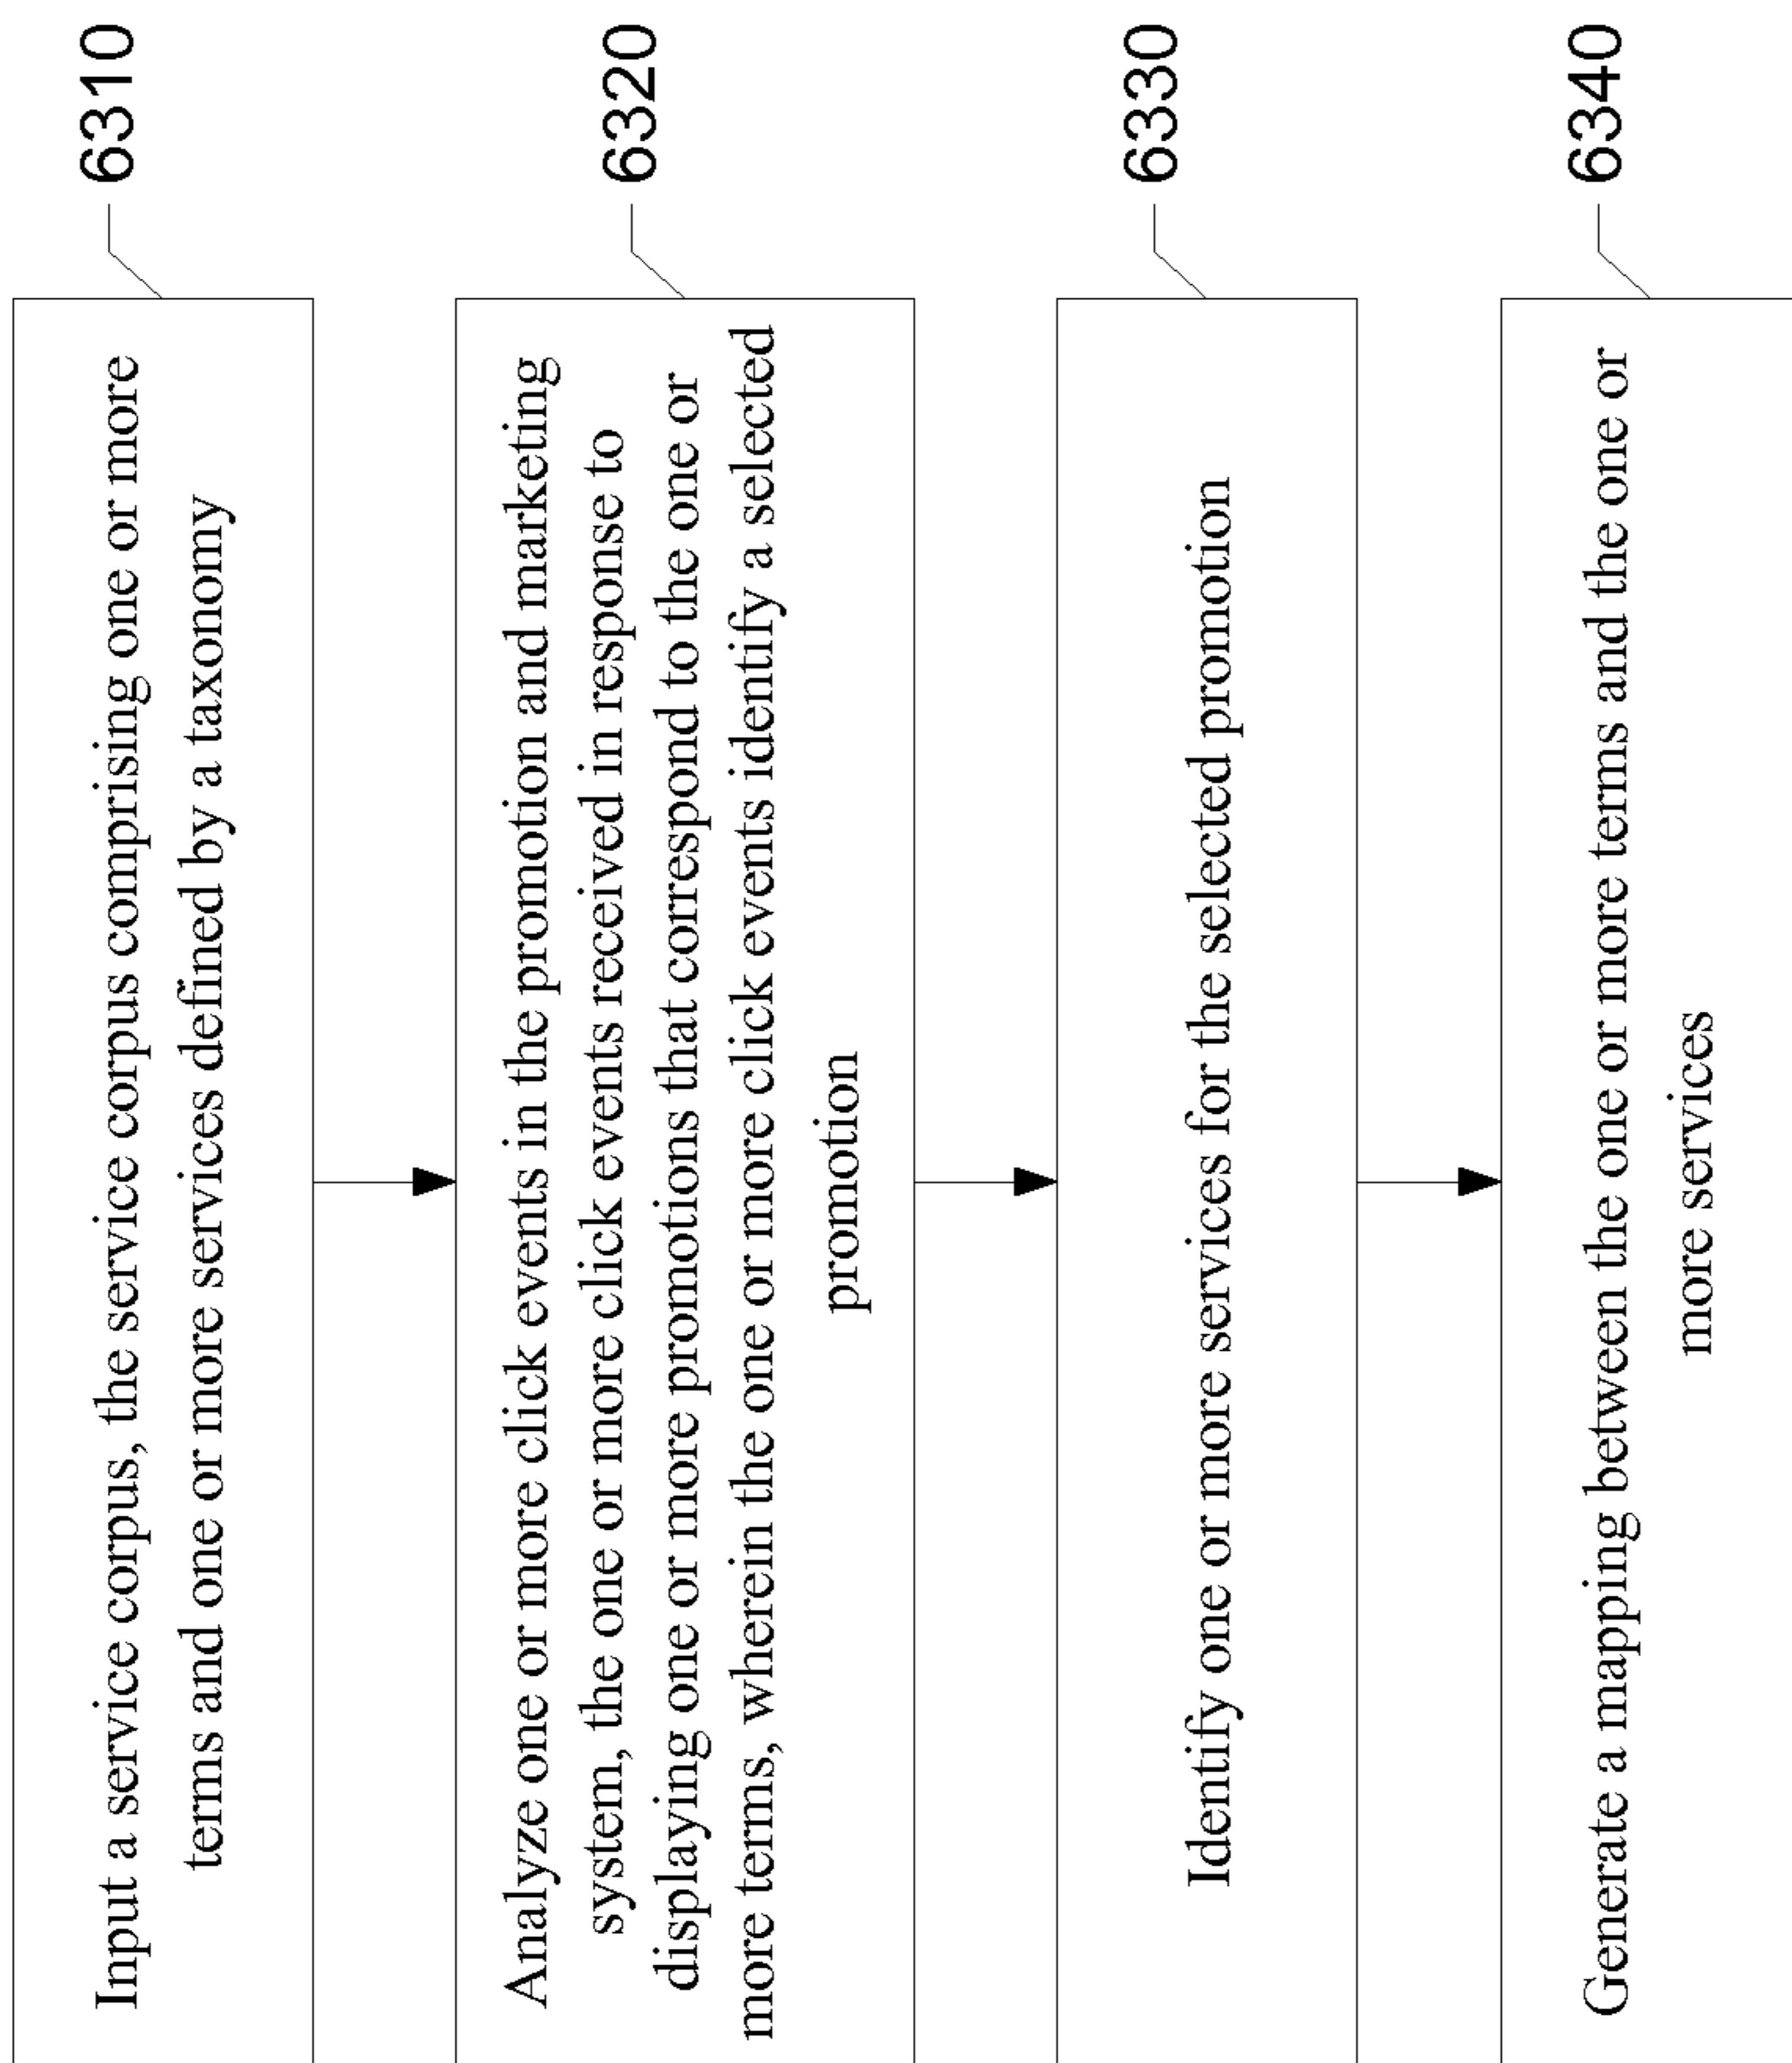 6310
Input a service corpus, the service corpus comprising one or more
terms and one or more services defined by a taxonomy
6320
Analyze one or more click events in the promotion and marketing
system, the one or more click events received in response to
displaying one or more promotions that correspond to the one or
more terms, wherein the one or more click events identify a selected
promotion
6330
Identify one or more services for the selected promotion
6340
Generate a mapping between the one or more terms and the one or
more services